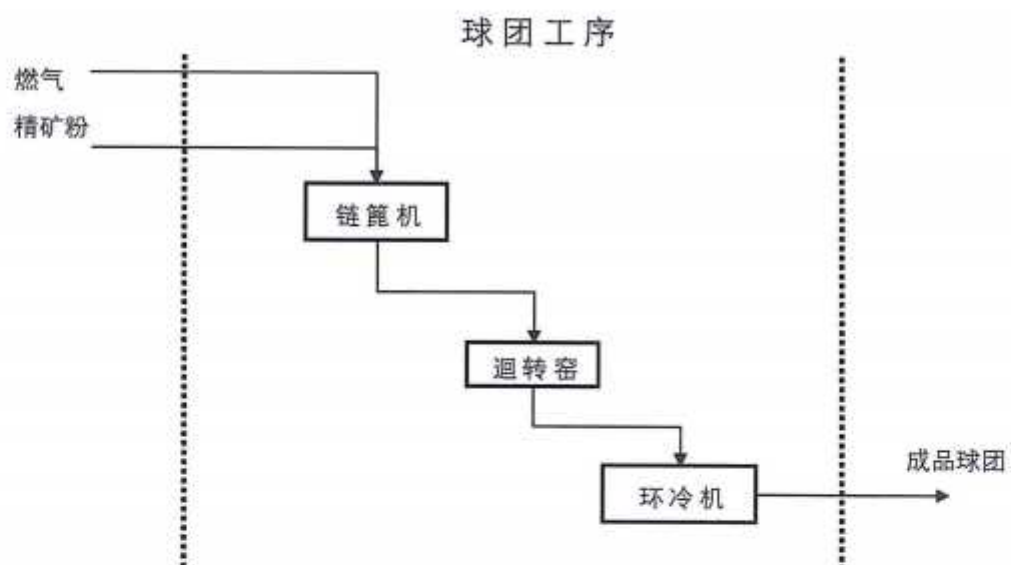 球团工序
燃气
精矿粉
链篦机
迴转窑
环冷机
成品球团